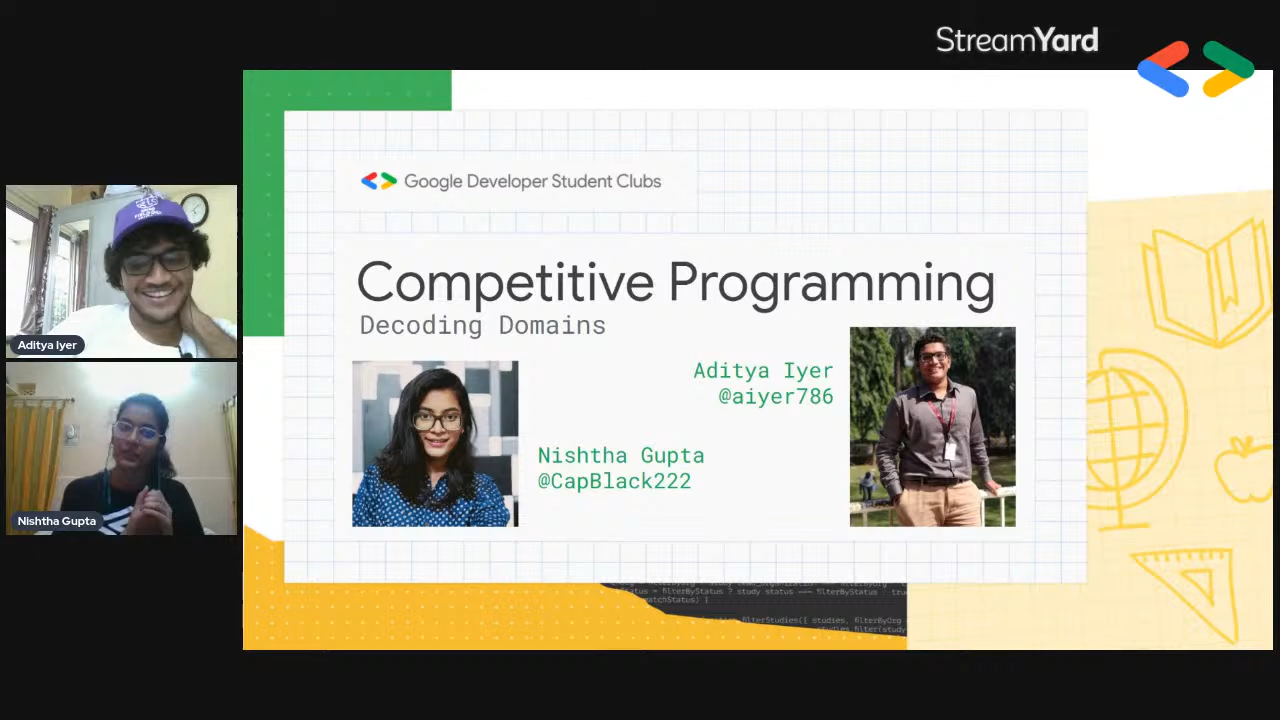 StreamYard
Google Developer Student Clubs
Competitive Programming
Decoding Domains
Aditya Iyer
@aiyer786
Nishtha Gupta
@CapBlack222
Aditya Iyer
Nishtha Gupta